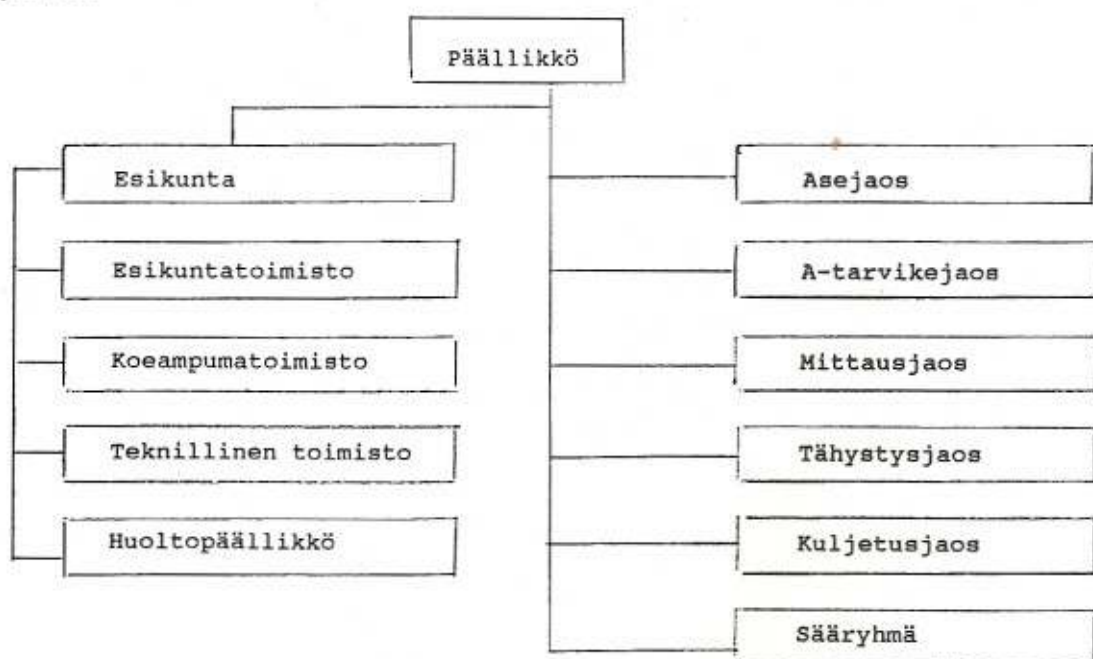 Päällikkö
Esikunta
Esikuntatoimisto
Koeampumatoimisto
Teknillinen toimisto
Huoltopäällikkö
Asejaos
A-tarvikejaos
Mittausjaos
Tähystysjaos
Kuljetusjaos
Sääryhmä